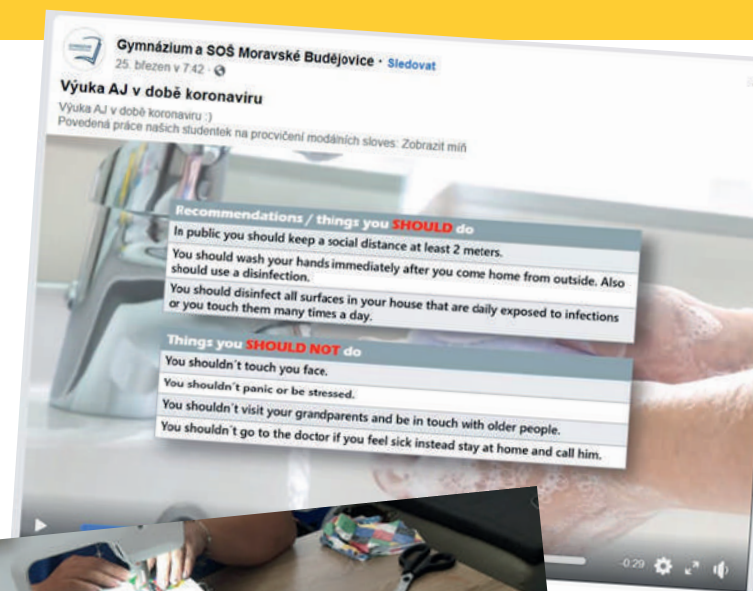 Gymnázium a SOŠ Moravské Budějovice · Sledovat
25. březen v 7:42 ·
Výuka AJ v době koronaviru
Výuka AJ v době koronaviru :)
Povedená práce našich studentek na procvičení modálních sloves: Zobrazit míň
Recommendations / things you SHOULD do
In public you should keep a social distance at least 2 meters.
You should wash your hands immediately after you come home from outside. Also
should use a disinfection.
You should disinfect all surfaces in your house that are daily exposed to infections
or you touch them many times a day.
Things you SHOULD NOT do
You shouldn´t touch you face.
You shouldn´t panic or be stressed.
You shouldn´t visit your grandparents and be in touch with older people.
You shouldn´t go to the doctor if you feel sick instead stay at home and call him.
-0:29